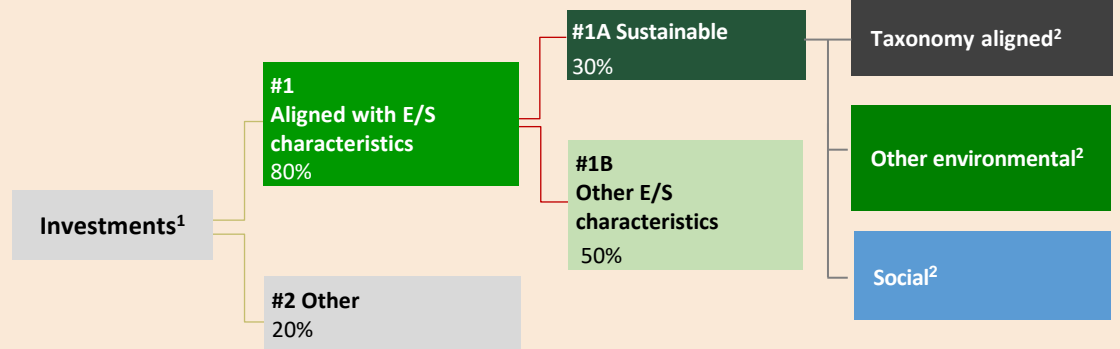 Investments¹
#1
Aligned with E/S
characteristics
80%
#2 Other
20%
#1A Sustainable
30%
#1B
Other E/S
characteristics
50%
Taxonomy aligned²
Other environmental²
Social²